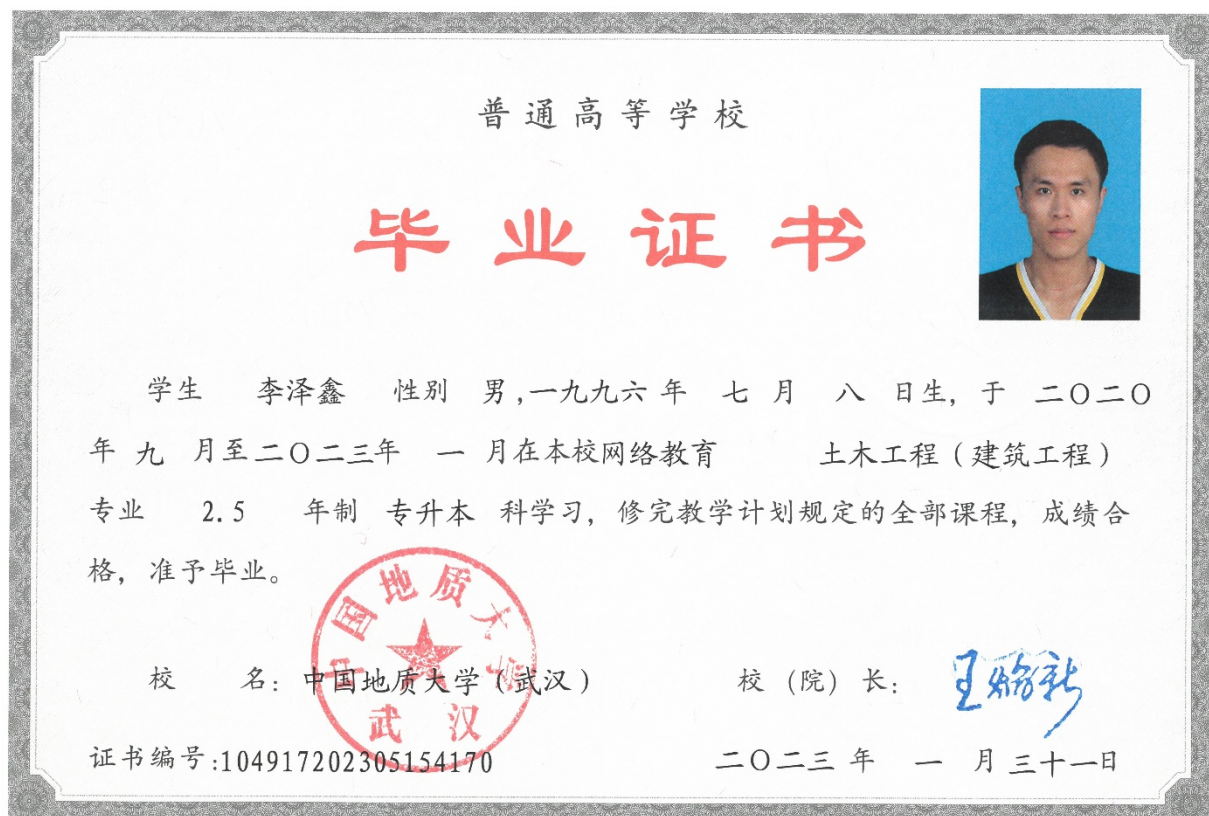 普通高等学校
毕业证书
学生 李泽鑫 性别 男,一九九六 年 七 月 八 日生, 于 二〇二〇
年 九 月至二〇二三年 一 月在本校网络教育 土木工程(建筑工程)
专业 2.5 年制 专升本 科学习, 修完教学计划规定的全部课程, 成绩合
格, 准予毕业。
中国地质大学
武汉
校 名: 中国地质大学(武汉) 校 (院) 长: 王焰新
证书编号:104917202305154170 二〇二三 年 一 月 三十一日